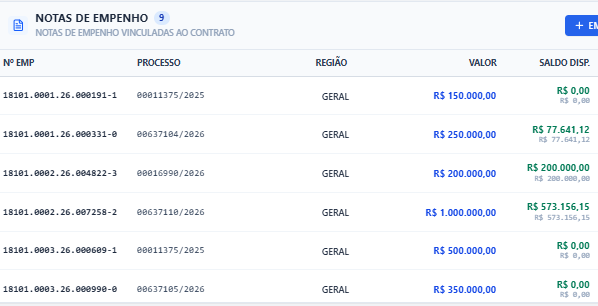 NOTAS DE EMPENHO 9
NOTAS DE EMPENHO VINCULADAS AO CONTRATO
+ EM
Nº EMP PROCESSO REGIÃO VALOR SALDO DISP.
18101.0001.26.000191-1 00011375/2025 GERAL R$ 150.000,00 R$ 0,00
R$ 0,00
18101.0001.26.000331-0 00637104/2026 GERAL R$ 250.000,00 R$ 77.641,12
R$ 77.641,12
18101.0002.26.004822-3 00016990/2026 GERAL R$ 200.000,00 R$ 200.000,00
R$ 200.000,00
18101.0002.26.007258-2 00637110/2026 GERAL R$ 1.000.000,00 R$ 573.156,15
R$ 573.156,15
18101.0003.26.000609-1 00011375/2025 GERAL R$ 500.000,00 R$ 0,00
R$ 0,00
18101.0003.26.000990-0 00637105/2026 GERAL R$ 350.000,00 R$ 0,00
R$ 0,00